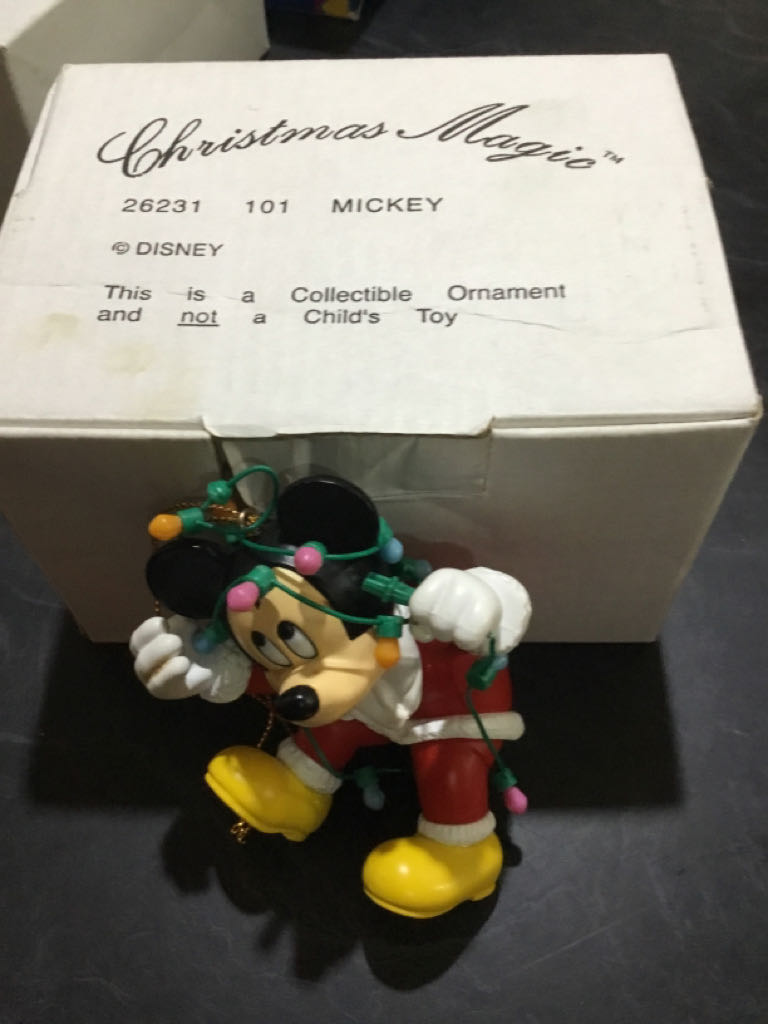 Christmas Magic™
26231 101 MICKEY
© DISNEY
This is a Collectible Ornament
and not a Child's Toy